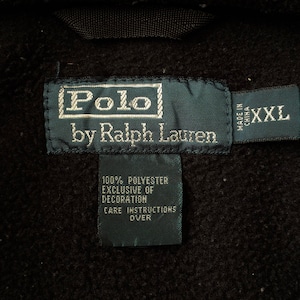 Polo
by Ralph Lauren
MADE IN
CHINA
XXL
100% POLYESTER
EXCLUSIVE OF
DECORATION
CARE INSTRUCTIONS
OVER